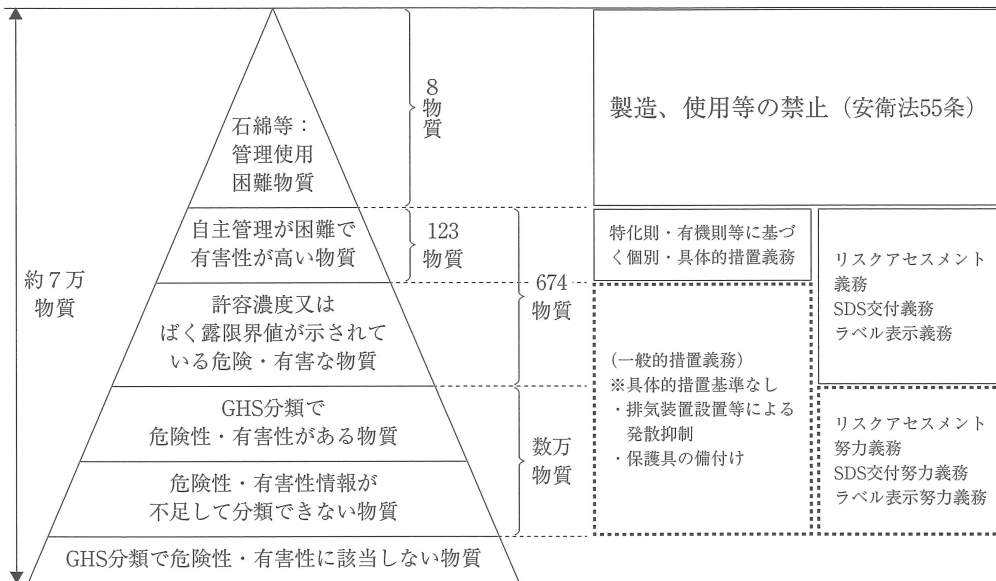 約７万
物質
石綿等：
管理使用
困難物質
自主管理が困難で
有害性が高い物質
許容濃度又は
ばく露限界値が示されて
いる危険・有害な物質
GHS分類で
危険性・有害性がある物質
危険性・有害性情報が
不足して分類できない物質
GHS分類で危険性・有害性に該当しない物質
8
物
質
123
物質
674
物質
数万
物質
製造、使用等の禁止（安衛法55条）
特化則・有機則等に基づ
く個別・具体的措置義務
（一般的措置義務）
※具体的措置基準なし
・排気装置設置等による
発散抑制
・保護具の備付け
リスクアセスメント
義務
SDS交付義務
ラベル表示義務
リスクアセスメント
努力義務
SDS交付努力義務
ラベル表示努力義務